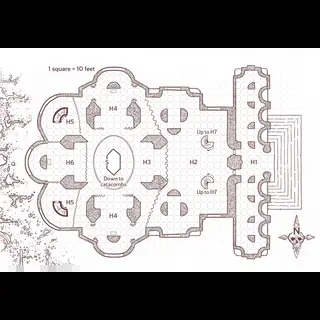 1 square = 10 feet
H4
H5
Up to H7
H6
H3
H2
H1
Down to
catacombs
G
H5
Up to H7
H4
N